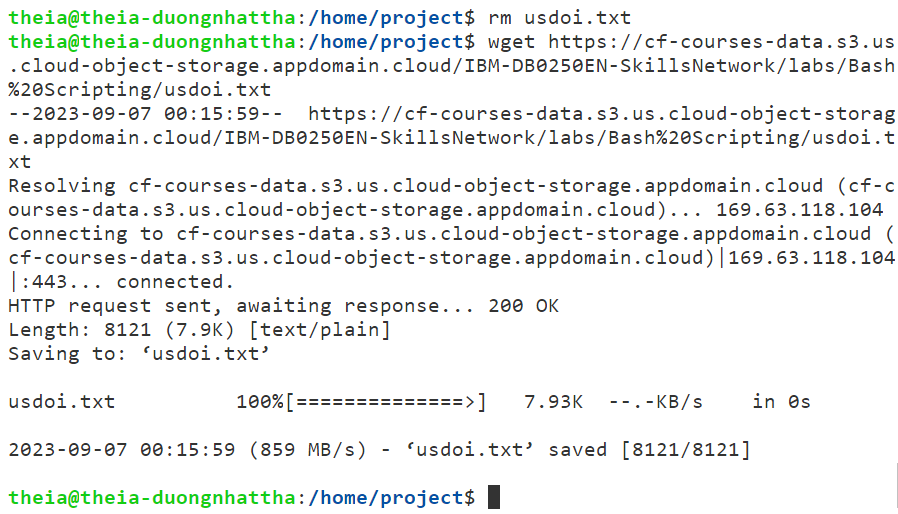 theia@theia-duongnhattha:/home/project$ rm usdoi.txt
theia@theia-duongnhattha:/home/project$ wget https://cf-courses-data.s3.us
.cloud-object-storage.appdomain.cloud/IBM-DB0250EN-SkillsNetwork/labs/Bash
%20Scripting/usdoi.txt
--2023-09-07 00:15:59--  https://cf-courses-data.s3.us.cloud-object-storag
e.appdomain.cloud/IBM-DB0250EN-SkillsNetwork/labs/Bash%20Scripting/usdoi.t
xt
Resolving cf-courses-data.s3.us.cloud-object-storage.appdomain.cloud (cf-c
ourses-data.s3.us.cloud-object-storage.appdomain.cloud)... 169.63.118.104
Connecting to cf-courses-data.s3.us.cloud-object-storage.appdomain.cloud (
cf-courses-data.s3.us.cloud-object-storage.appdomain.cloud)|169.63.118.104
|:443... connected.
HTTP request sent, awaiting response... 200 OK
Length: 8121 (7.9K) [text/plain]
Saving to: ‘usdoi.txt’
usdoi.txt          100%[==============>]   7.93K  --.-KB/s    in 0s
2023-09-07 00:15:59 (859 MB/s) - ‘usdoi.txt’ saved [8121/8121]
theia@theia-duongnhattha:/home/project$